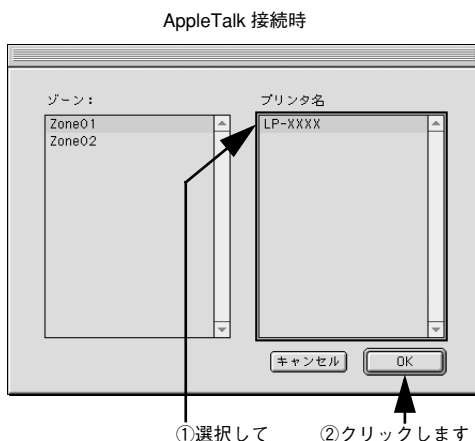 AppleTalk 接続時
ゾーン：
プリンタ名
Zone01
Zone02
LP-XXXX
キャンセル
OK
①選択して
②クリックします